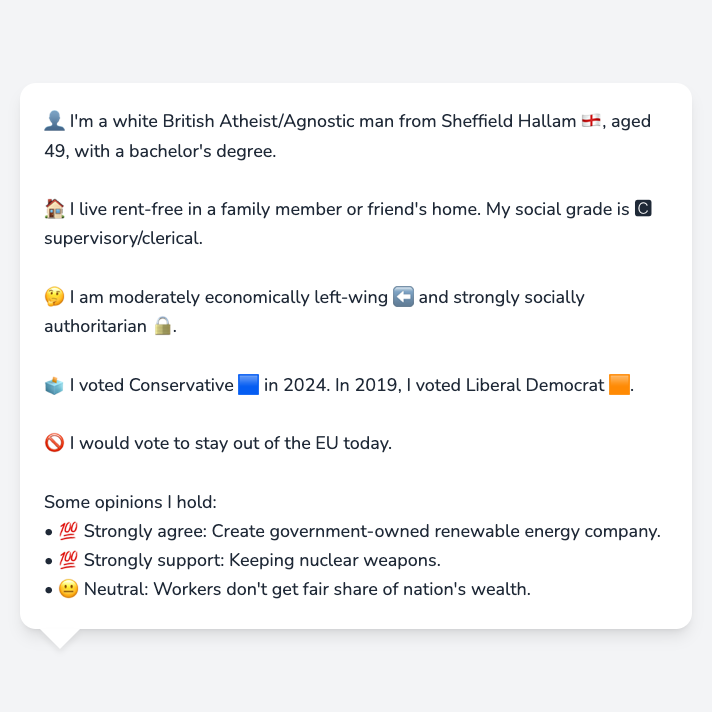 👤 I'm a white British Atheist/Agnostic man from Sheffield Hallam 🏴󠁧󠁢󠁥󠁮󠁧󠁿, aged
49, with a bachelor's degree.
🏠 I live rent-free in a family member or friend's home. My social grade is 🅲
supervisory/clerical.
🤔 I am moderately economically left-wing ⬅️ and strongly socially
authoritarian 🔒.
🗳️ I voted Conservative 🟦 in 2024. In 2019, I voted Liberal Democrat 🟧.
🚫 I would vote to stay out of the EU today.
Some opinions I hold:
• 💯 Strongly agree: Create government-owned renewable energy company.
• 💯 Strongly support: Keeping nuclear weapons.
• 😐 Neutral: Workers don't get fair share of nation's wealth.